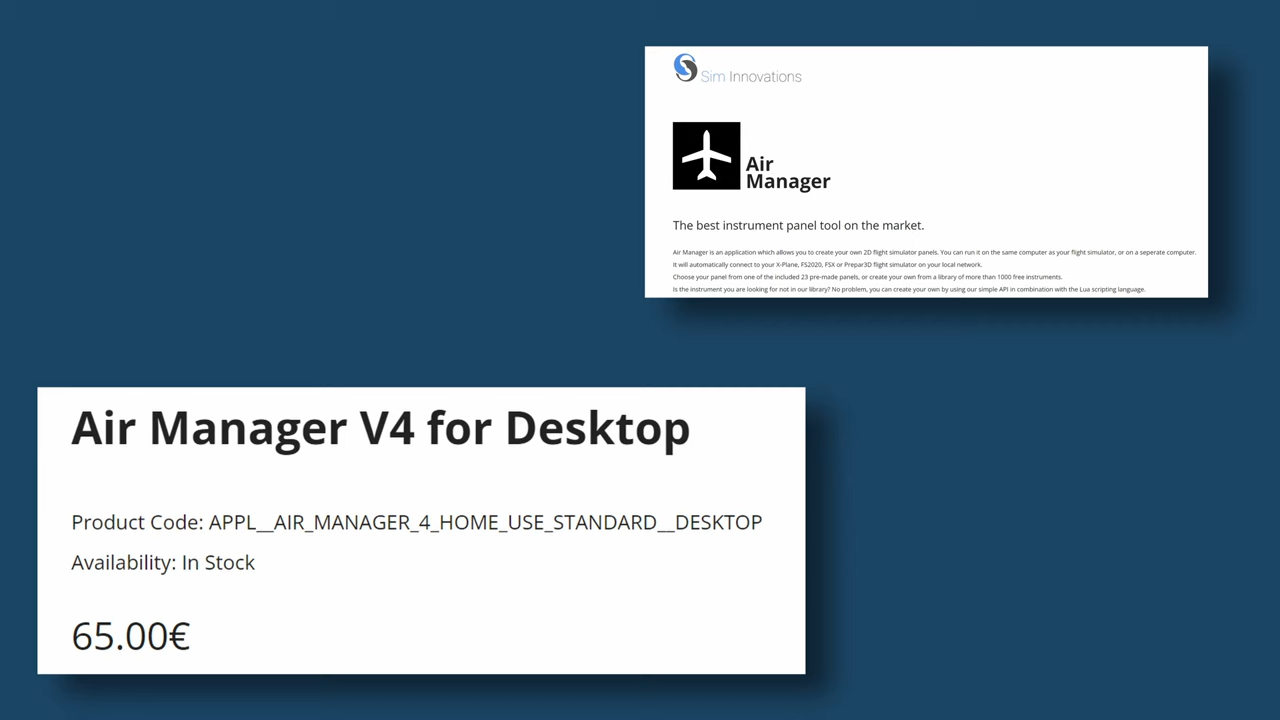 Sim Innovations
Air
Manager
The best instrument panel tool on the market.
Air Manager is an application which allows you to create your own 2D flight simulator panels. You can run it on the same computer as your flight simulator, or on a seperate computer.
It will automatically connect to your X-Plane, FS2020, FSX or Prepar3D flight simulator on your local network.
Choose your panel from one of the included 23 pre-made panels, or create your own from a library of more than 1000 free instruments.
Is the instrument you are looking for not in our library? No problem, you can create your own by using our simple API in combination with the Lua scripting language.
Air Manager V4 for Desktop
Product Code: APPL__AIR_MANAGER_4_HOME_USE_STANDARD__DESKTOP
Availability: In Stock
65.00€